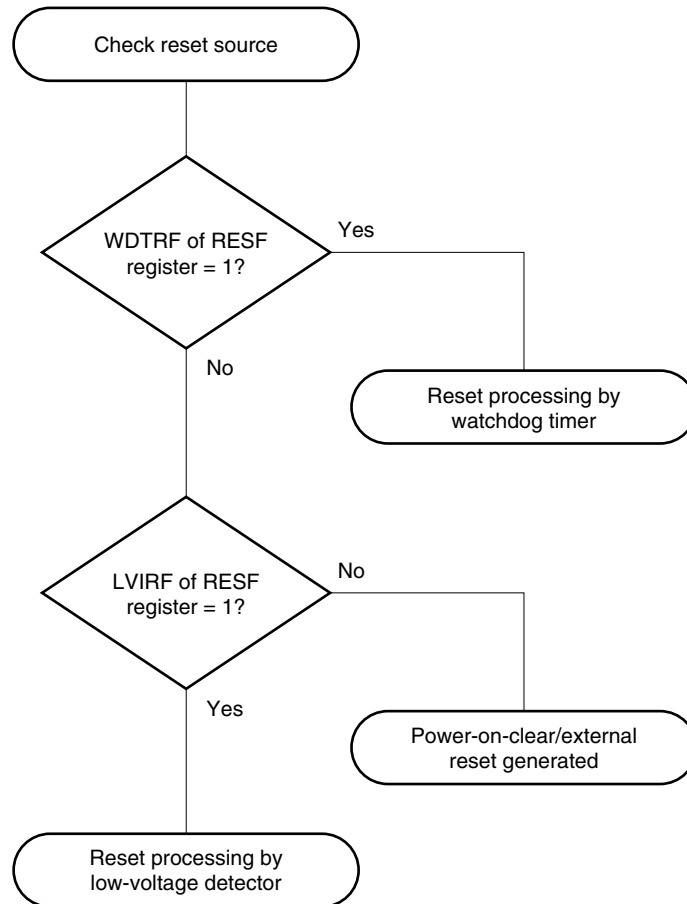 Check reset source
WDTRF of RESF
register = 1?
Yes
No
Reset processing by
watchdog timer
LVIRF of RESF
register = 1?
No
Yes
Power-on-clear/external
reset generated
Reset processing by
low-voltage detector